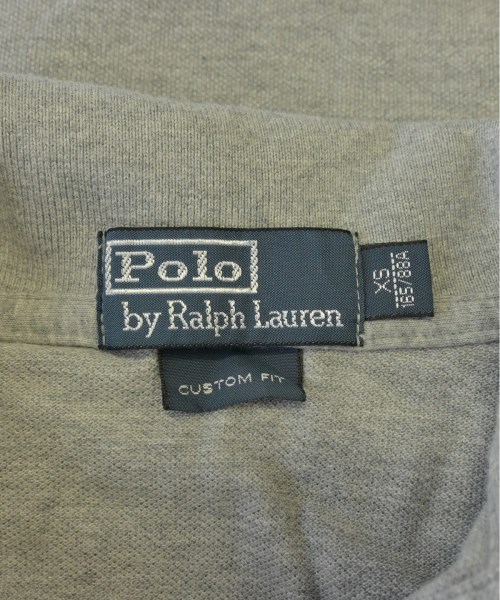 Polo
by Ralph Lauren
XS
165/88A
CUSTOM FIT